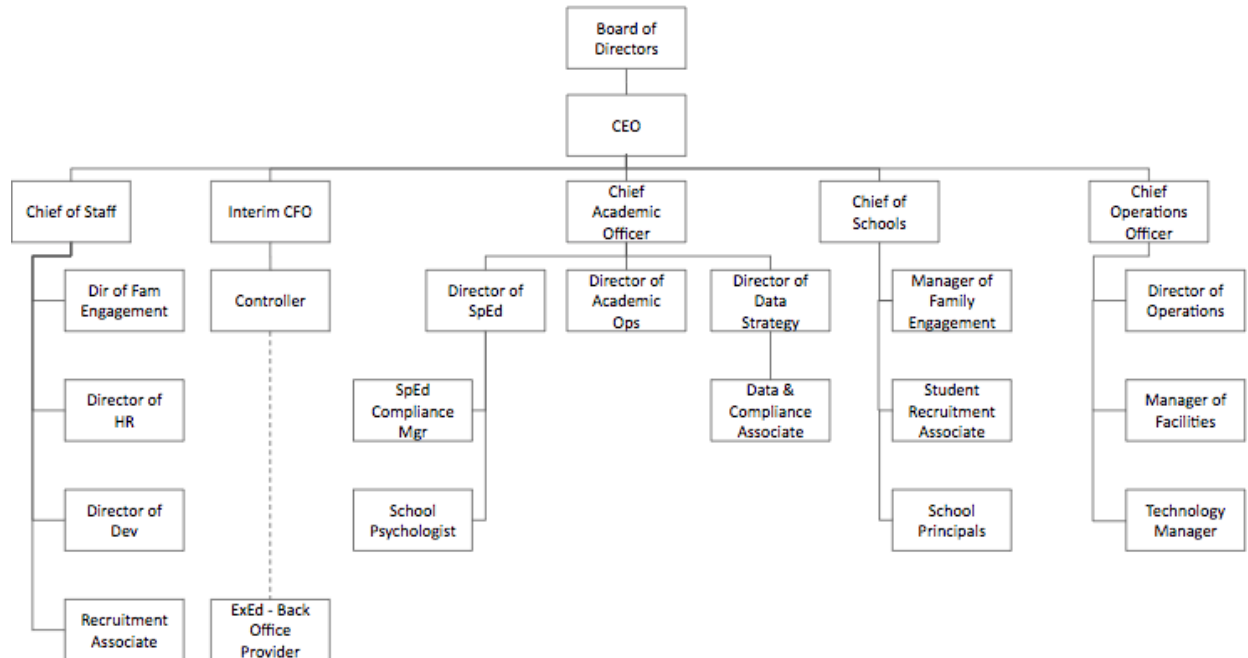 Board of
Directors
CEO
Chief of Staff
Interim CFO
Chief
Academic
Officer
Chief of
Schools
Chief
Operations
Officer
Dir of Fam
Engagement
Controller
Director of
SpEd
Director of
Academic
Ops
Director of
Data
Strategy
Manager of
Family
Engagement
Director of
Operations
Director of
HR
SpEd
Compliance
Mgr
Data &
Compliance
Associate
Student
Recruitment
Associate
Manager of
Facilities
Director of
Dev
School
Psychologist
School
Principals
Technology
Manager
Recruitment
Associate
ExEd - Back
Office
Provider